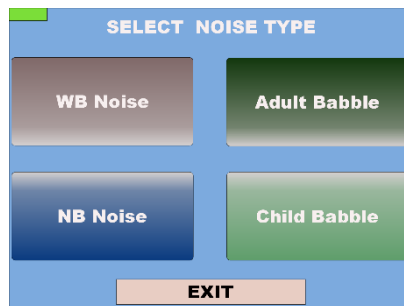 SELECT NOISE TYPE
WB Noise
Adult Babble
NB Noise
Child Babble
EXIT